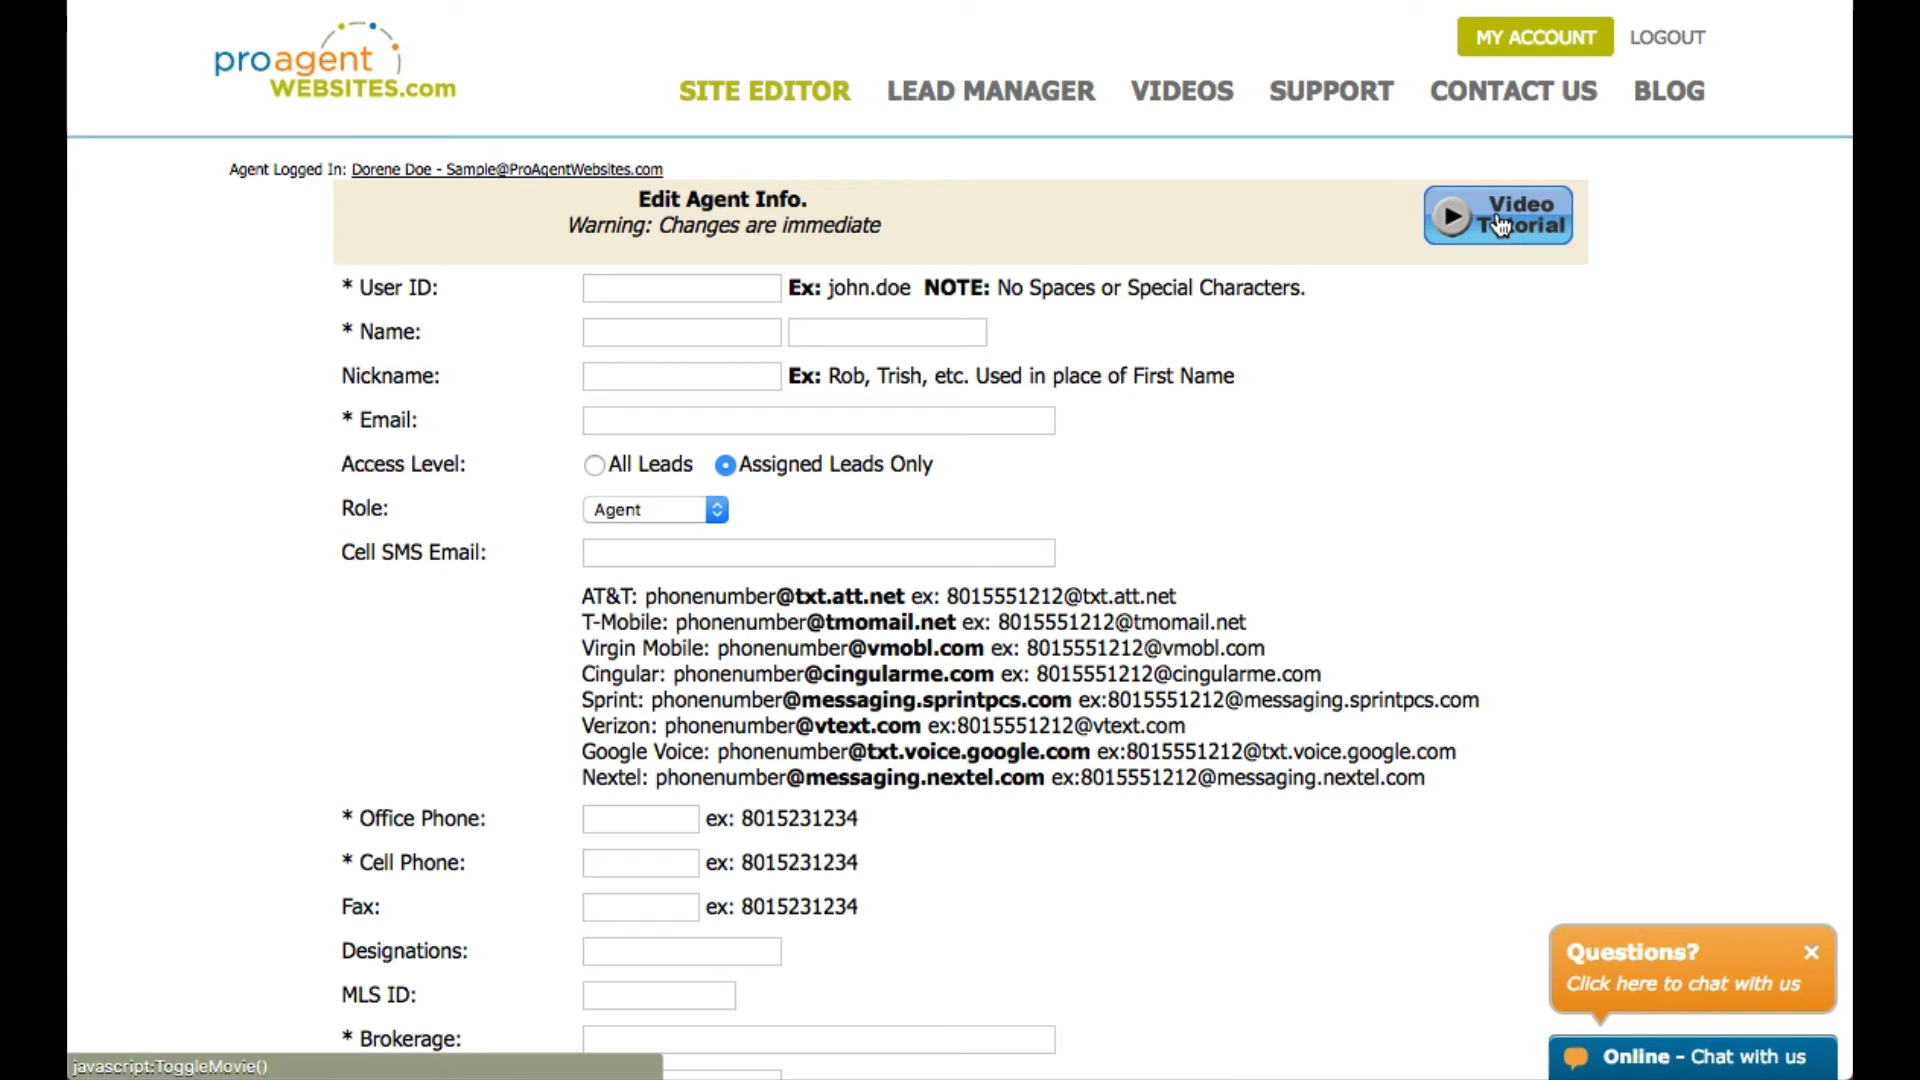 proagent
WEBSITES.com
MY ACCOUNT LOGOUT
SITE EDITOR LEAD MANAGER VIDEOS SUPPORT CONTACT US BLOG
Agent Logged In: Dorene Doe - Sample@ProAgentWebsites.com
Edit Agent Info.
Warning: Changes are immediate
Video
Tutorial
* User ID: Ex: john.doe NOTE: No Spaces or Special Characters.
* Name:
Nickname: Ex: Rob, Trish, etc. Used in place of First Name
* Email:
Access Level: All Leads Assigned Leads Only
Role: Agent
Cell SMS Email:
AT&T: phonenumber@txt.att.net ex: 8015551212@txt.att.net
T-Mobile: phonenumber@tmomail.net ex: 8015551212@tmomail.net
Virgin Mobile: phonenumber@vmobl.com ex: 8015551212@vmobl.com
Cingular: phonenumber@cingularme.com ex: 8015551212@cingularme.com
Sprint: phonenumber@messaging.sprintpcs.com ex:8015551212@messaging.sprintpcs.com
Verizon: phonenumber@vtext.com ex:8015551212@vtext.com
Google Voice: phonenumber@txt.voice.google.com ex:8015551212@txt.voice.google.com
Nextel: phonenumber@messaging.nextel.com ex:8015551212@messaging.nextel.com
* Office Phone: ex: 8015231234
* Cell Phone: ex: 8015231234
Fax: ex: 8015231234
Designations:
MLS ID:
* Brokerage:
Questions?
Click here to chat with us
Online - Chat with us
javascript:ToggleMovie()